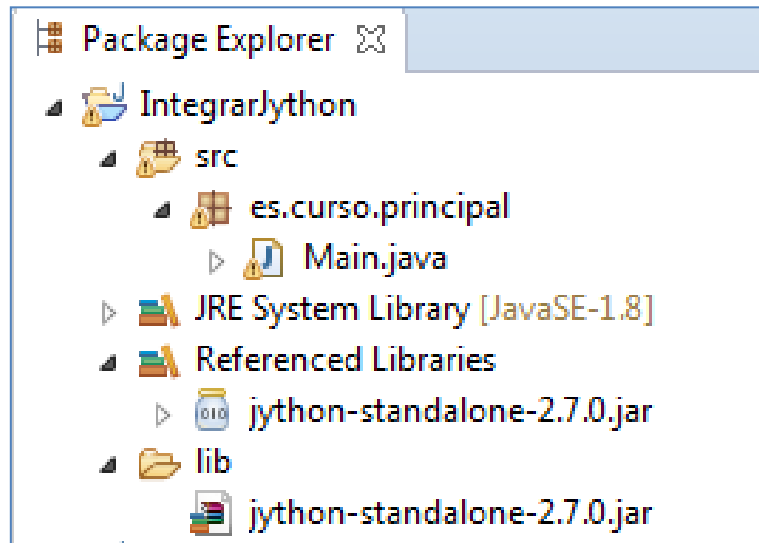 Package Explorer
IntegrarJython
src
es.curso.principal
Main.java
JRE System Library [JavaSE-1.8]
Referenced Libraries
jython-standalone-2.7.0.jar
lib
jython-standalone-2.7.0.jar